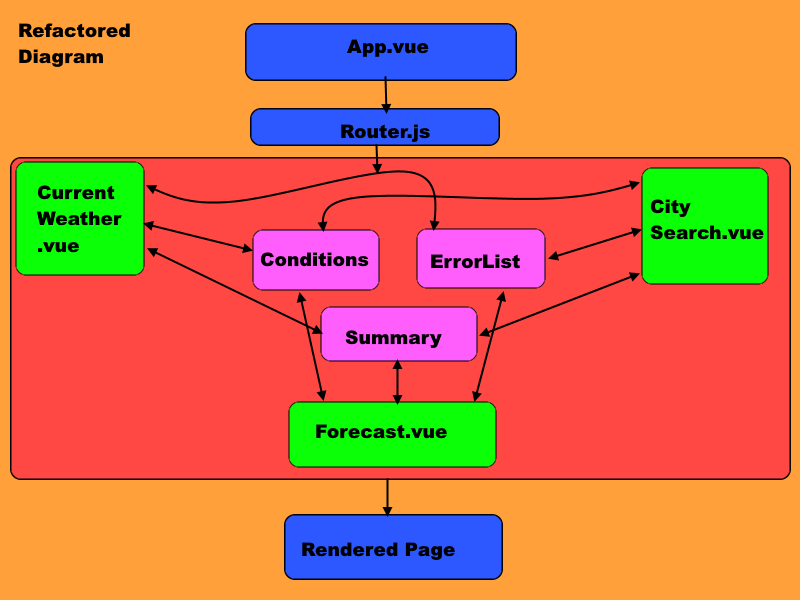 Refactored
Diagram
App.vue
Router.js
Current
Weather
.vue
City
Search.vue
Conditions
ErrorList
Summary
Forecast.vue
Rendered Page